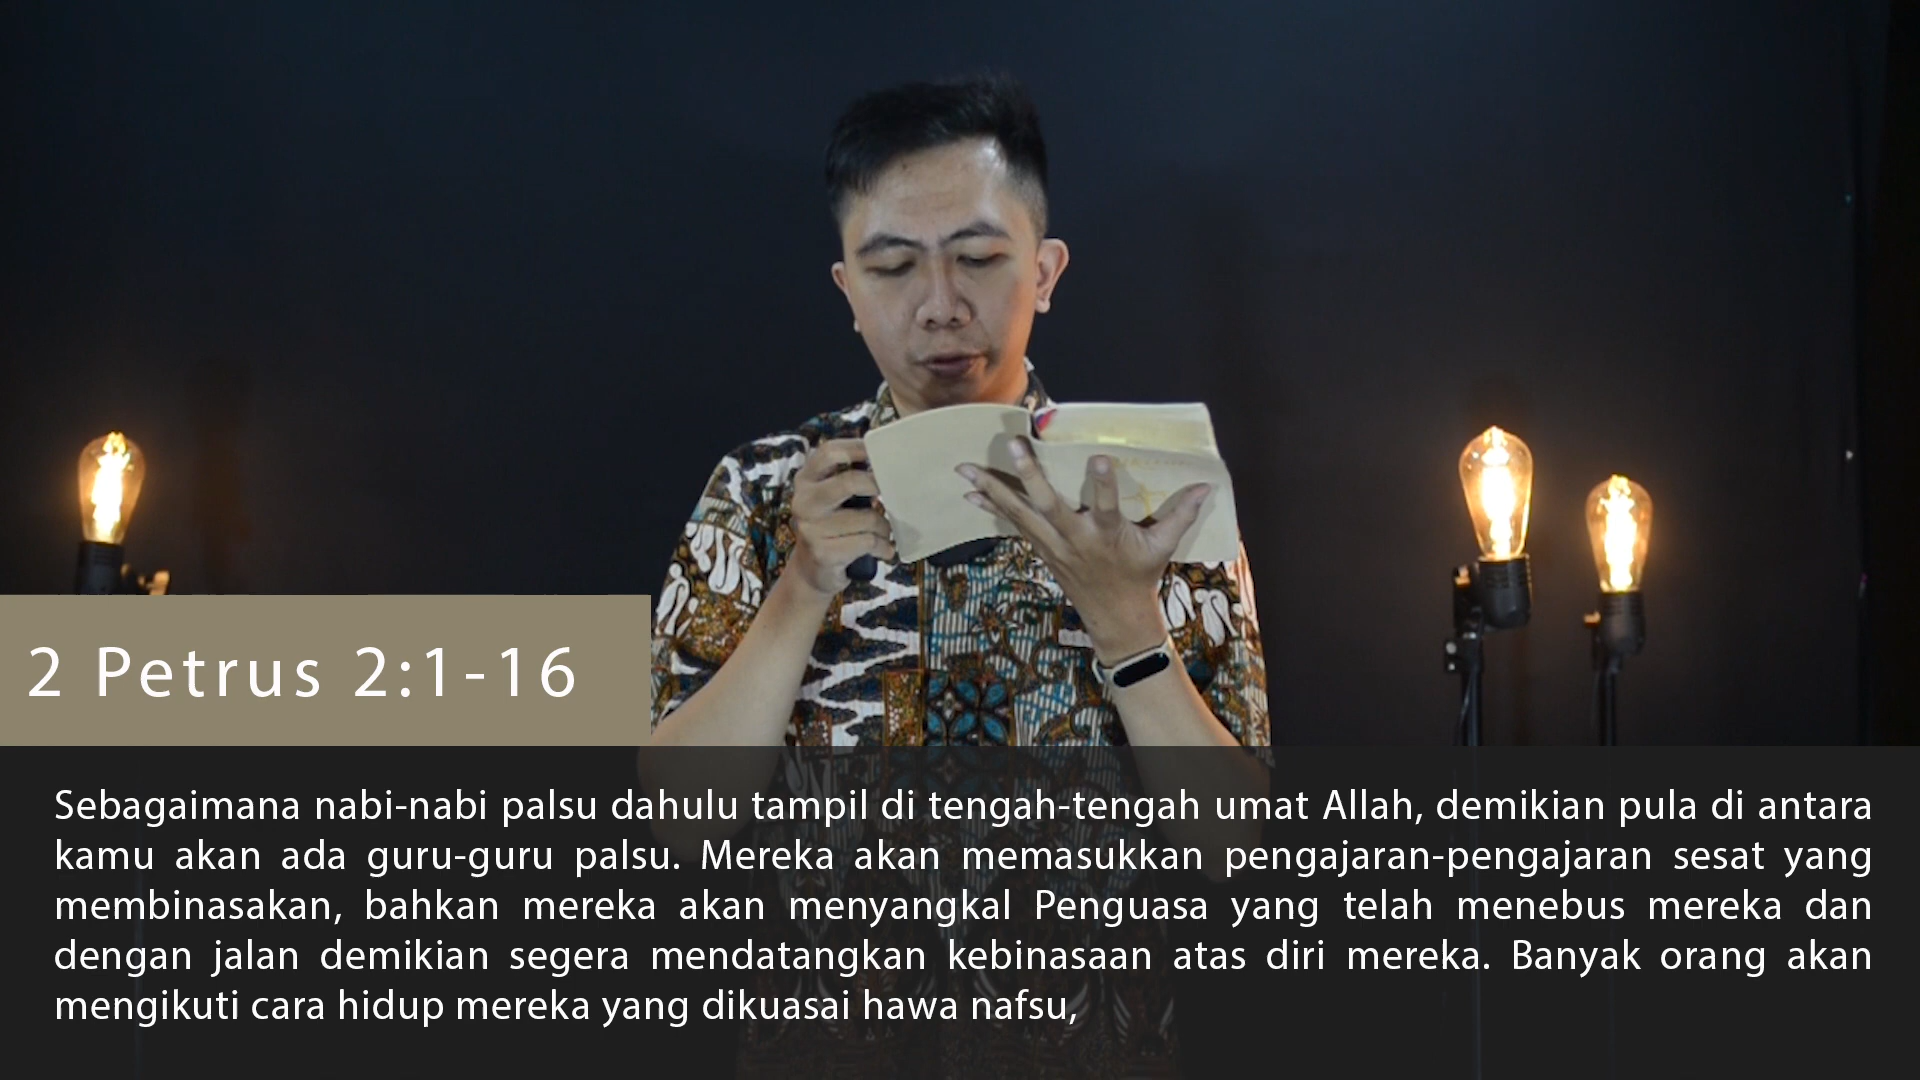 2 Petrus 2:1-16
Sebagaimana nabi-nabi palsu dahulu tampil di tengah-tengah umat Allah, demikian pula di antara
kamu akan ada guru-guru palsu. Mereka akan memasukkan pengajaran-pengajaran sesat yang
membinasakan, bahkan mereka akan menyangkal Penguasa yang telah menebus mereka dan
dengan jalan demikian segera mendatangkan kebinasaan atas diri mereka. Banyak orang akan
mengikuti cara hidup mereka yang dikuasai hawa nafsu,